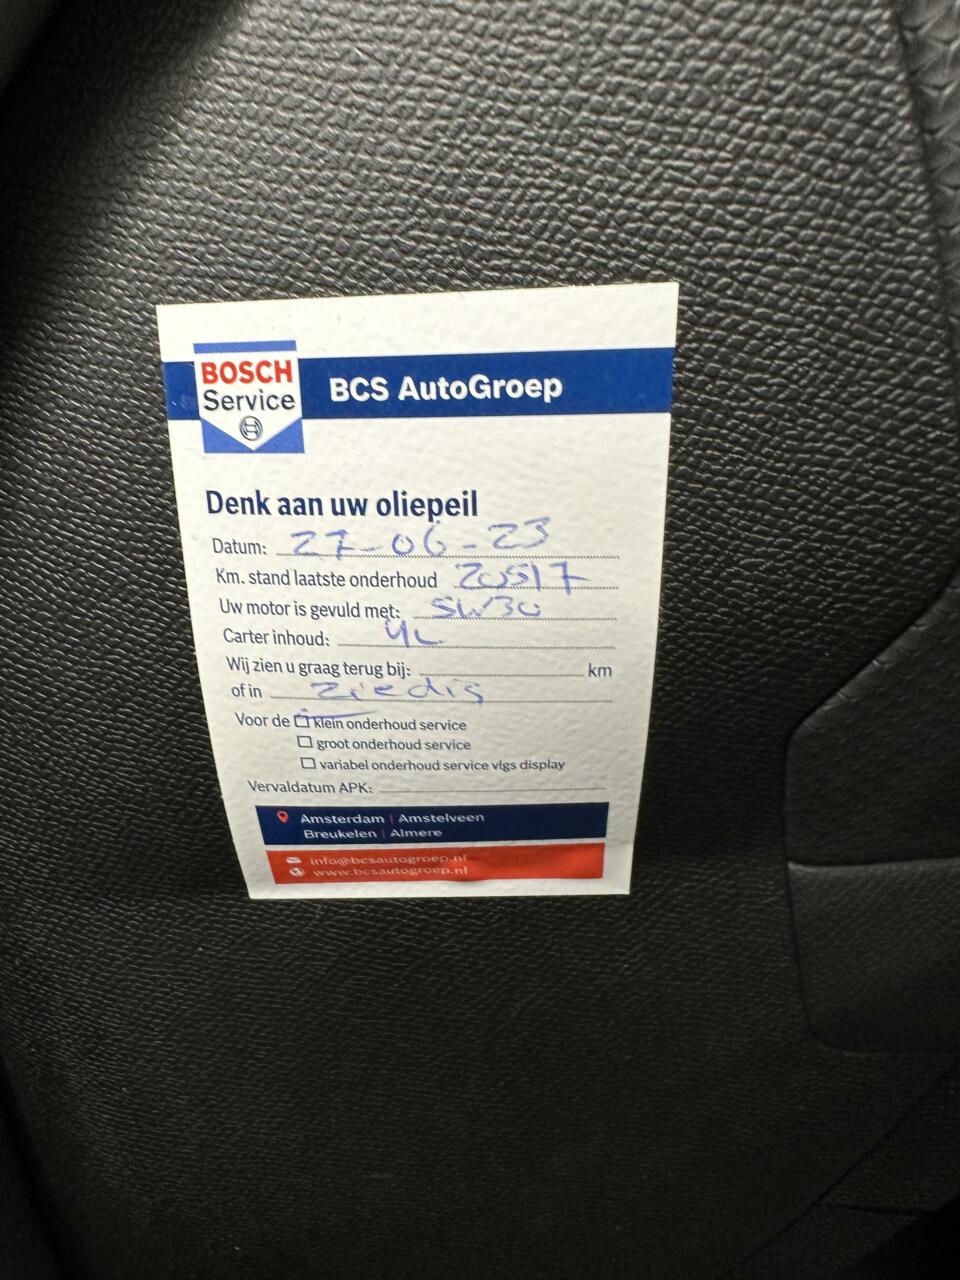 BOSCH
Service
BCS AutoGroep
Denk aan uw oliepeil
Datum: 27-06-23
Km. stand laatste onderhoud 20517
Uw motor is gevuld met: 5W30
Carter inhoud: 4L
Wij zien u graag terug bij: km
of in ziedis
Voor de klein onderhoud service
groot onderhoud service
variabel onderhoud service vlgs display
Vervaldatum APK:
Amsterdam | Amstelveen
Breukelen | Almere
info@bcsautogroep.nl
www.bcsautogroep.nl